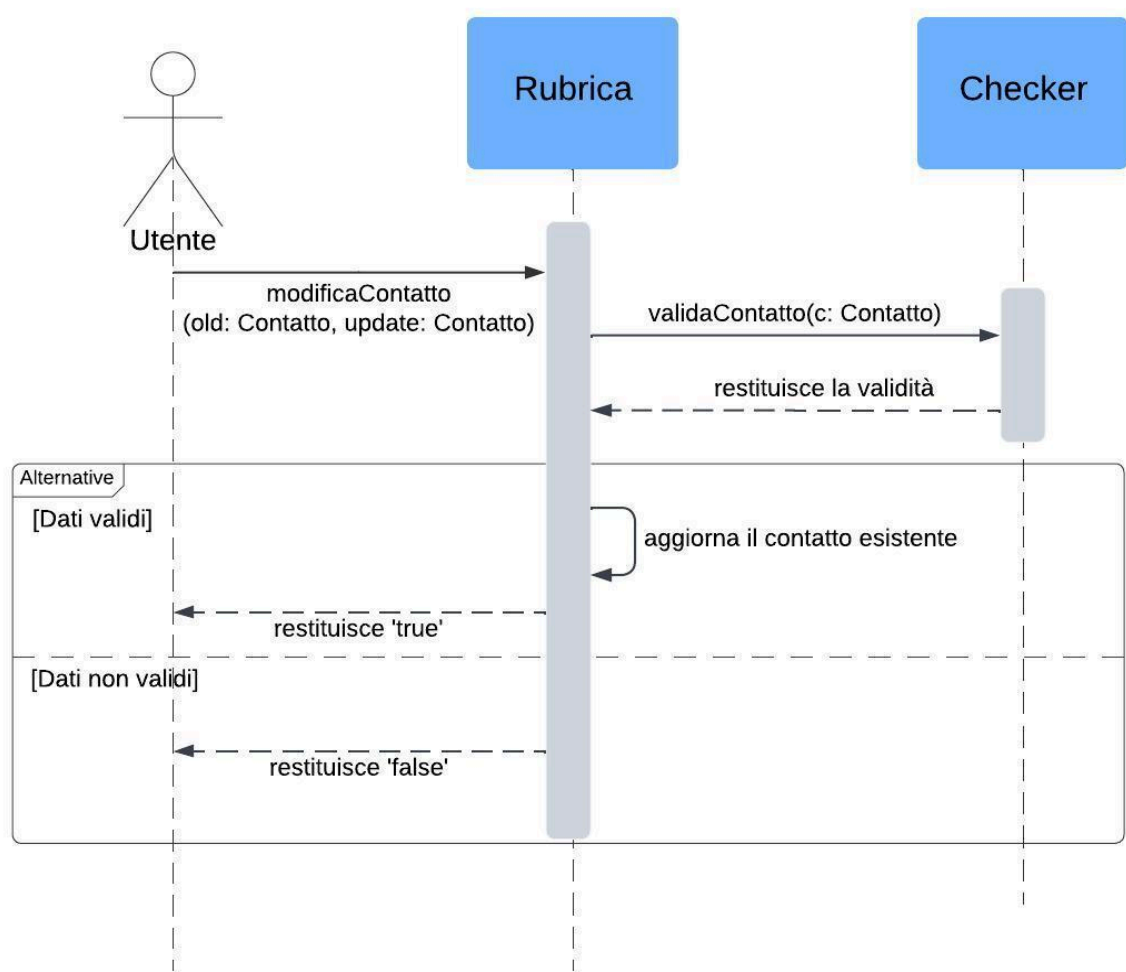 Rubrica
Checker
Utente
modificaContatto
(old: Contatto, update: Contatto)
validaContatto(c: Contatto)
restituisce la validità
Alternative
[Dati validi]
aggiorna il contatto esistente
restituisce 'true'
[Dati non validi]
restituisce 'false'